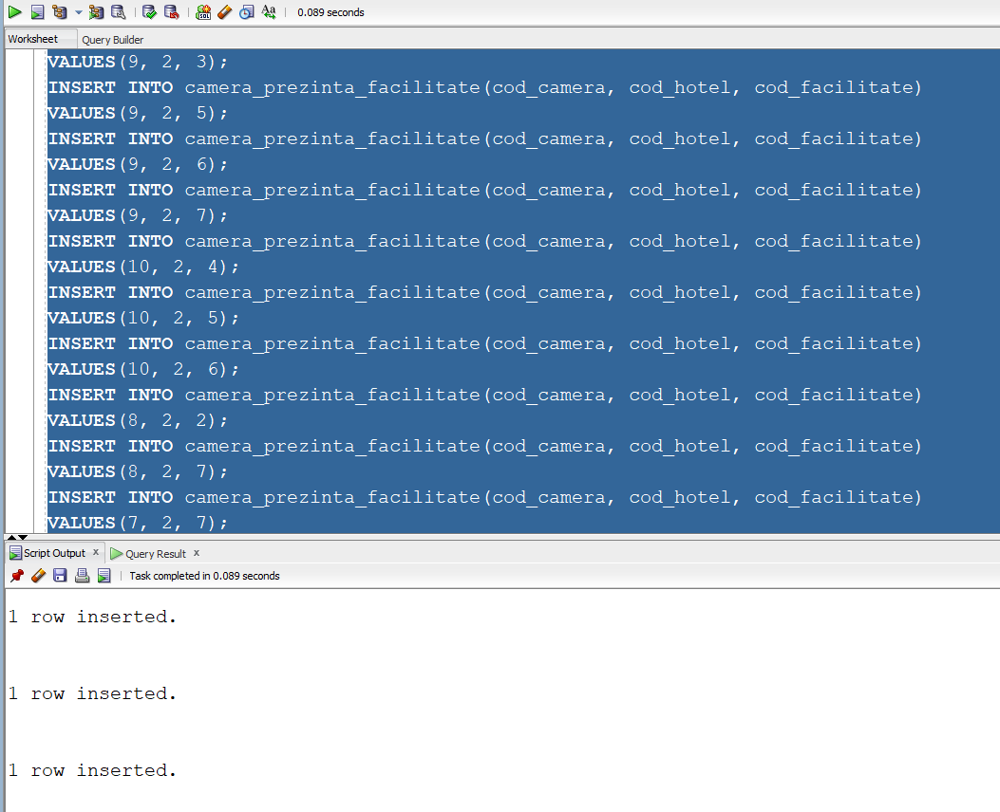 0.089 seconds
Worksheet Query Builder
VALUES(9, 2, 3);
INSERT INTO camera_prezinta_facilitate(cod_camera, cod_hotel, cod_facilitate)
VALUES(9, 2, 5);
INSERT INTO camera_prezinta_facilitate(cod_camera, cod_hotel, cod_facilitate)
VALUES(9, 2, 6);
INSERT INTO camera_prezinta_facilitate(cod_camera, cod_hotel, cod_facilitate)
VALUES(9, 2, 7);
INSERT INTO camera_prezinta_facilitate(cod_camera, cod_hotel, cod_facilitate)
VALUES(10, 2, 4);
INSERT INTO camera_prezinta_facilitate(cod_camera, cod_hotel, cod_facilitate)
VALUES(10, 2, 5);
INSERT INTO camera_prezinta_facilitate(cod_camera, cod_hotel, cod_facilitate)
VALUES(10, 2, 6);
INSERT INTO camera_prezinta_facilitate(cod_camera, cod_hotel, cod_facilitate)
VALUES(8, 2, 2);
INSERT INTO camera_prezinta_facilitate(cod_camera, cod_hotel, cod_facilitate)
VALUES(8, 2, 7);
INSERT INTO camera_prezinta_facilitate(cod_camera, cod_hotel, cod_facilitate)
VALUES(7, 2, 7);
Script Output x Query Result x
Task completed in 0.089 seconds
1 row inserted.
1 row inserted.
1 row inserted.